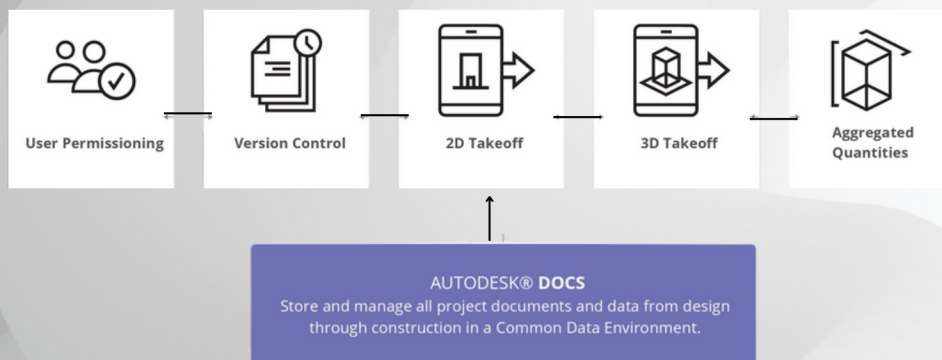 User Permissioning
Version Control
2D Takeoff
3D Takeoff
Aggregated
Quantities
AUTODESK® DOCS
Store and manage all project documents and data from design
through construction in a Common Data Environment.